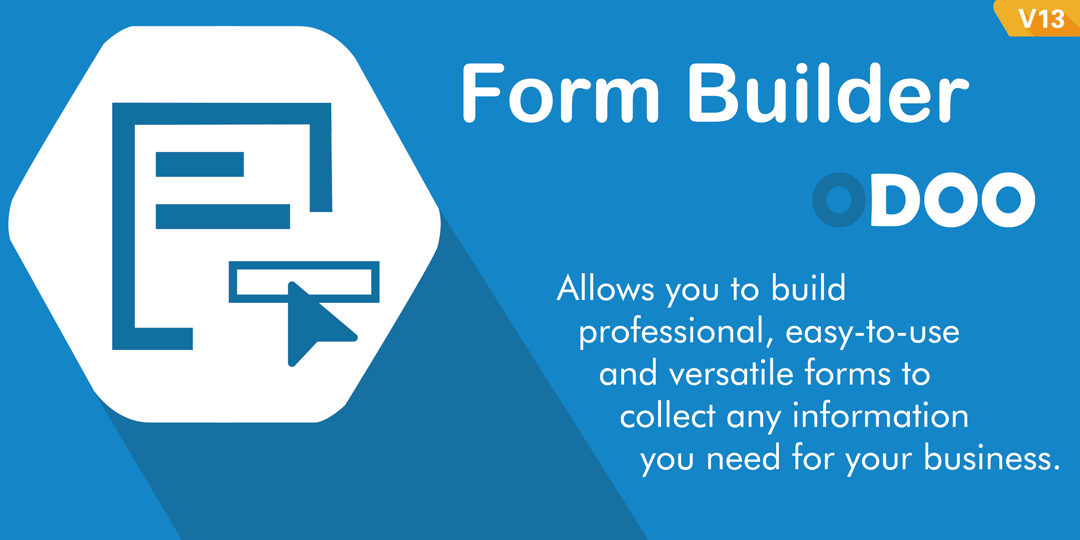 V13
Form Builder
ODOO
Allows you to build
professional, easy-to-use
and versatile forms to
collect any information
you need for your business.